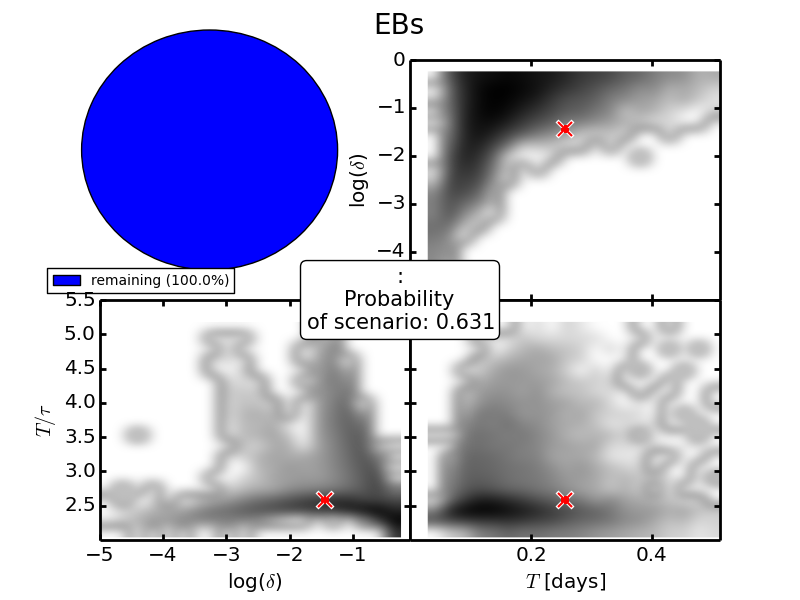 EBs
0
−1
−2
−3
−4
log(δ)
remaining (100.0%)
:
Probability
of scenario: 0.631
5.5
5.0
4.5
4.0
3.5
3.0
2.5
T/τ
−5 −4 −3 −2 −1
log(δ)
0.2 0.4
T [days]